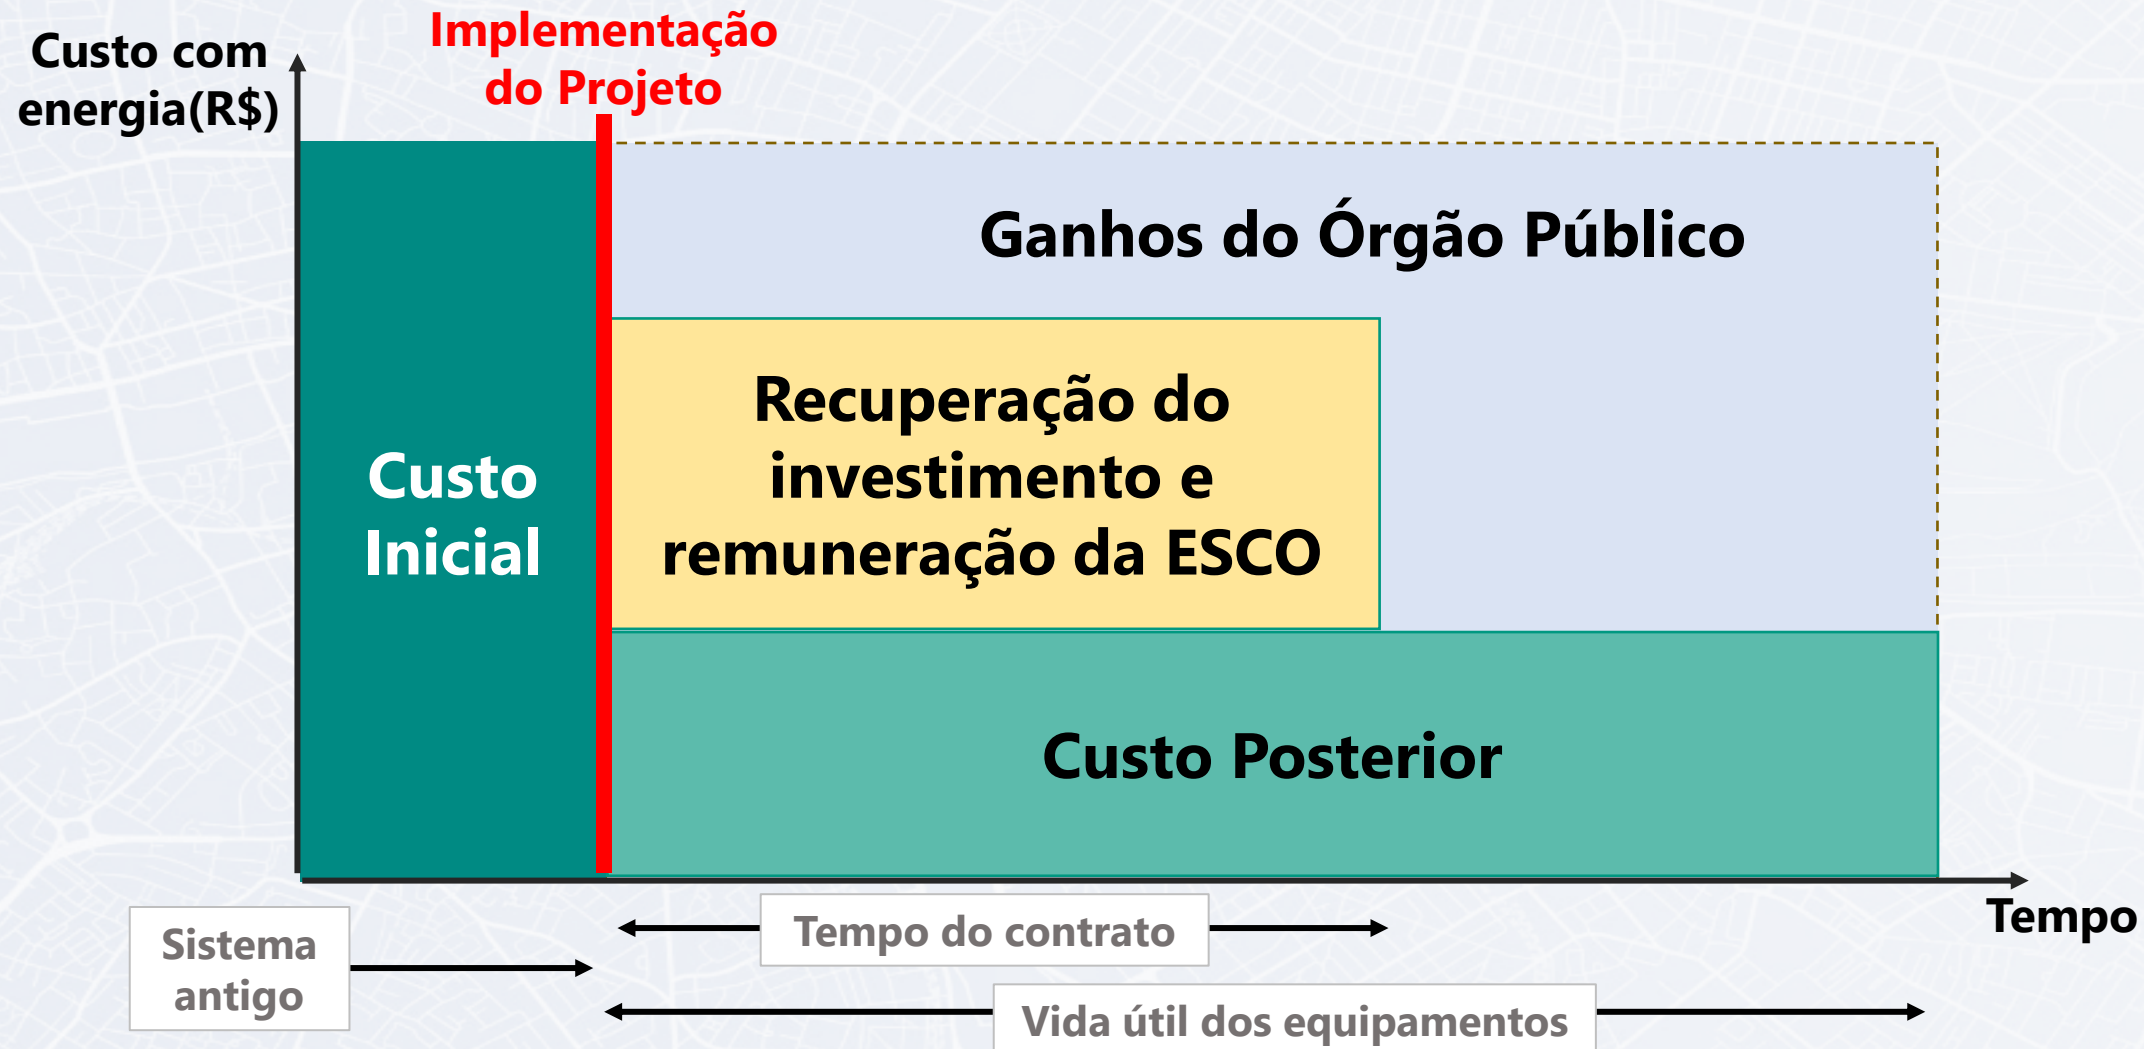 Implementação
do Projeto
Custo com
energia(R$)
Ganhos do Órgão Público
Recuperação do
investimento e
remuneração da ESCO
Custo
Inicial
Custo Posterior
Tempo
Tempo do contrato
Sistema
antigo
Vida útil dos equipamentos